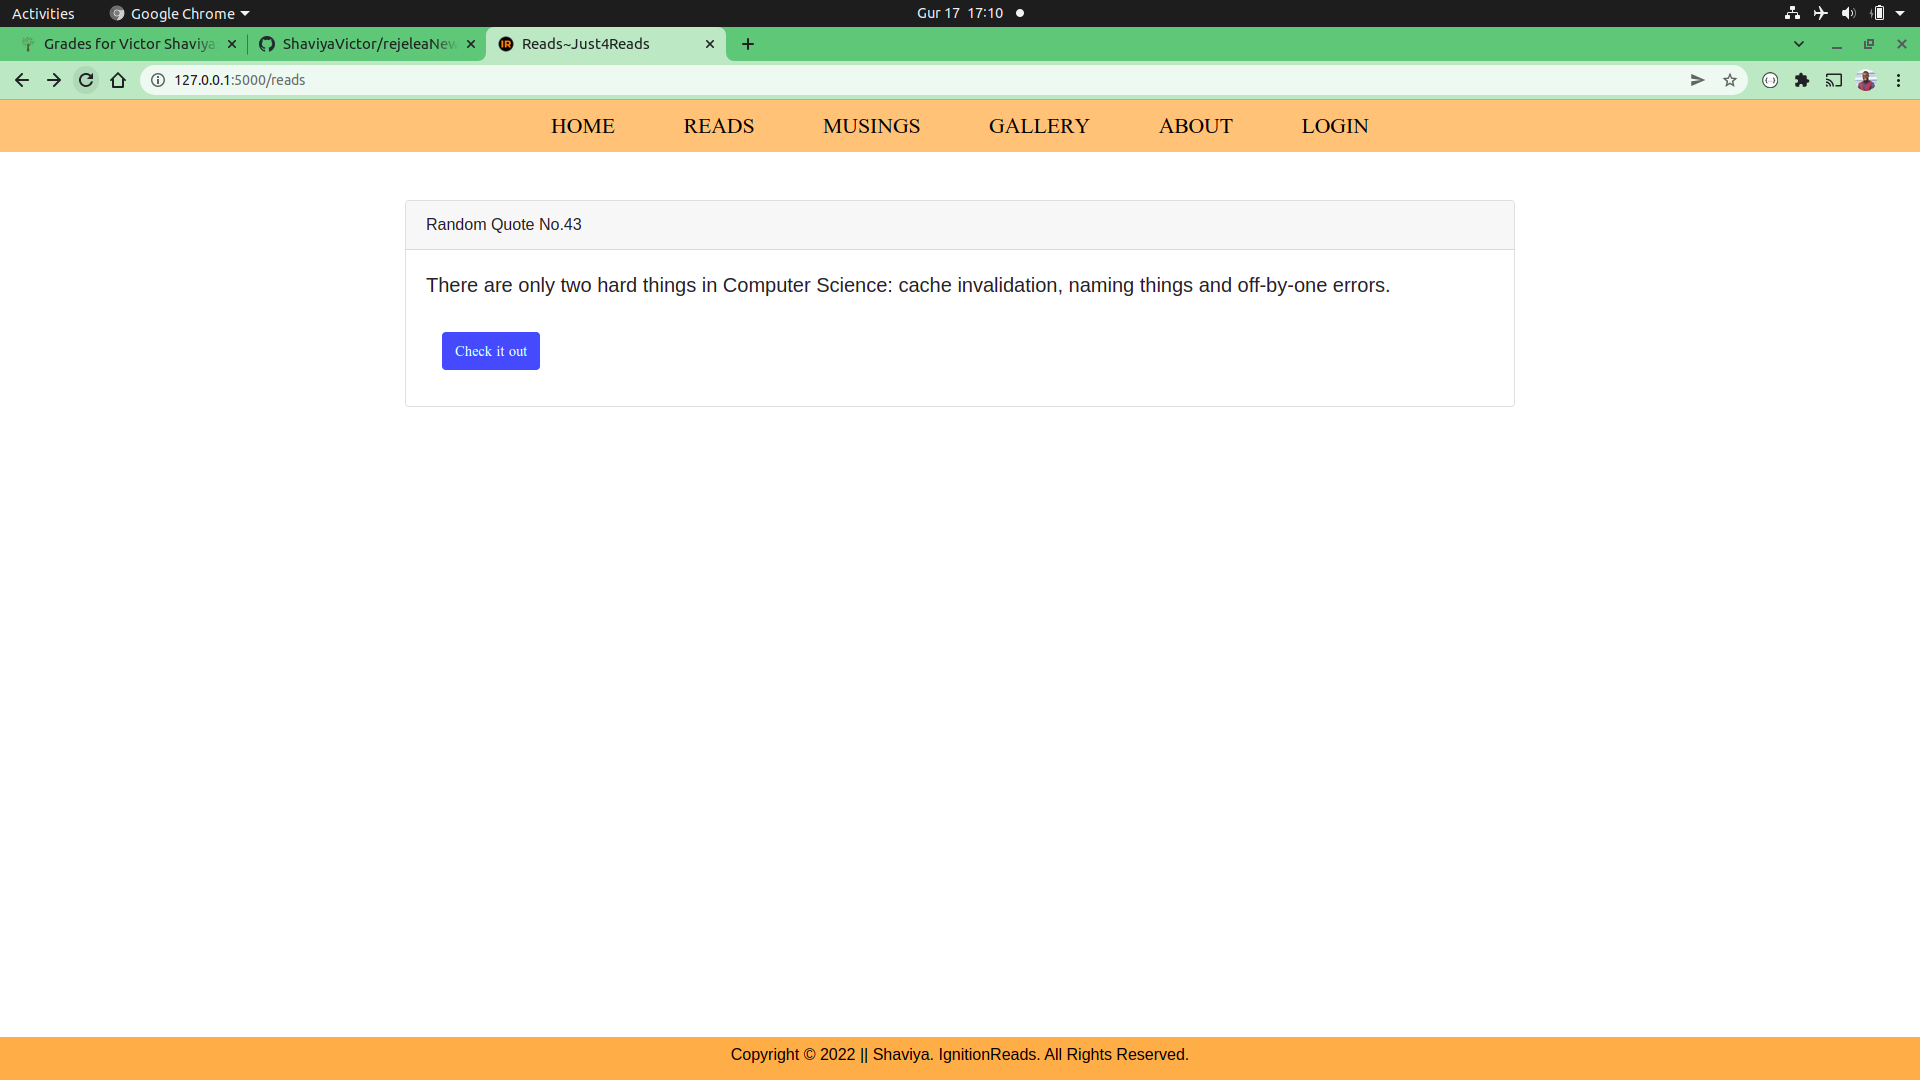 Activities Google Chrome Gur 17 17:10
Grades for Victor Shaviya ShaviyaVictor/rejeleaNew Reads~Just4Reads
127.0.0.1:5000/reads
HOME READS MUSINGS GALLERY ABOUT LOGIN
Random Quote No.43
There are only two hard things in Computer Science: cache invalidation, naming things and off-by-one errors.
Check it out
Copyright © 2022 || Shaviya. IgnitionReads. All Rights Reserved.